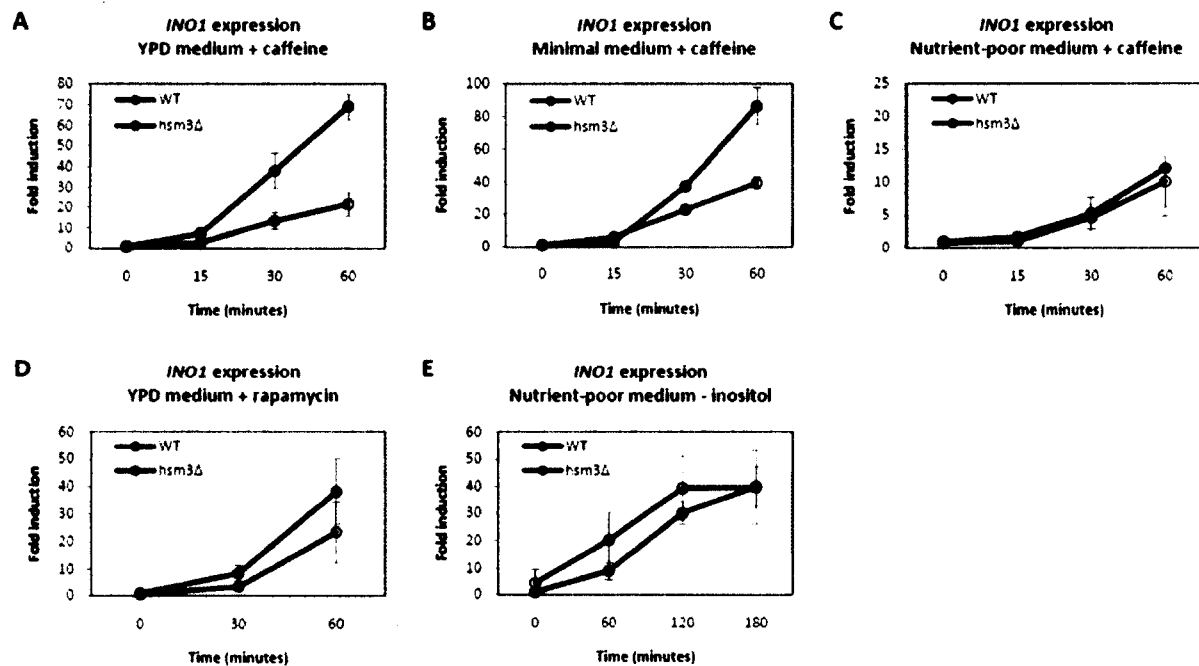 A
INO1 expression
YPD medium + caffeine
Fold induction
80
70
60
50
40
30
20
10
0
WT
hsm3Δ
0 15 30 60
Time (minutes)
B
INO1 expression
Minimal medium + caffeine
Fold induction
100
80
60
40
20
0
WT
hsm3Δ
0 15 30 60
Time (minutes)
C
INO1 expression
Nutrient-poor medium + caffeine
Fold induction
25
20
15
10
5
0
WT
hsm3Δ
0 15 30 60
Time (minutes)
D
INO1 expression
YPD medium + rapamycin
Fold induction
60
50
40
30
20
10
0
WT
hsm3Δ
0 30 60
Time (minutes)
E
INO1 expression
Nutrient-poor medium - inositol
Fold induction
60
50
40
30
20
10
0
WT
hsm3Δ
0 60 120 180
Time (minutes)